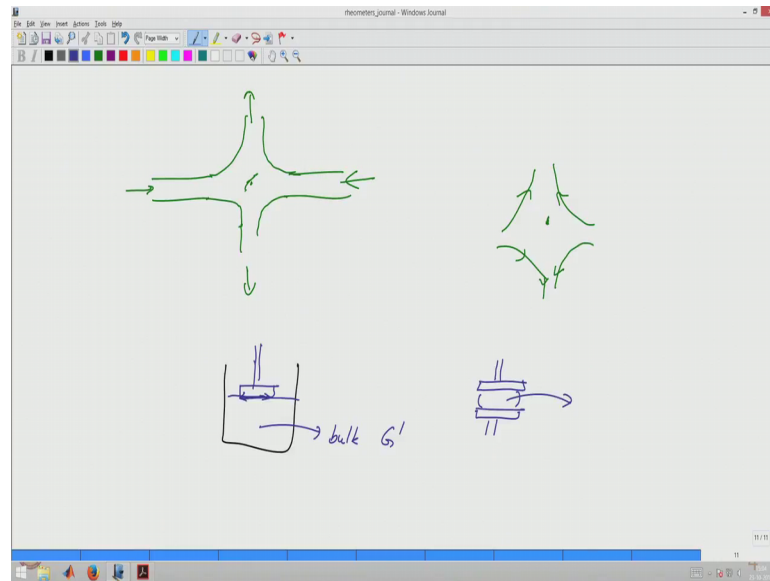 rheometers_journal - Windows Journal
File Edit View Insert Actions Tools Help
Page Width
B I
bulk G'
11 / 11
11